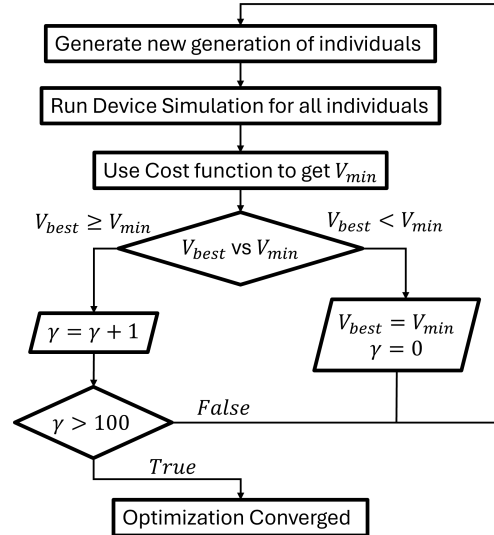 Generate new generation of individuals
Run Device Simulation for all individuals
Use Cost function to get V_min
V_best ≥ V_min
V_best < V_min
V_best vs V_min
γ = γ + 1
V_best = V_min
γ = 0
γ > 100
False
True
Optimization Converged